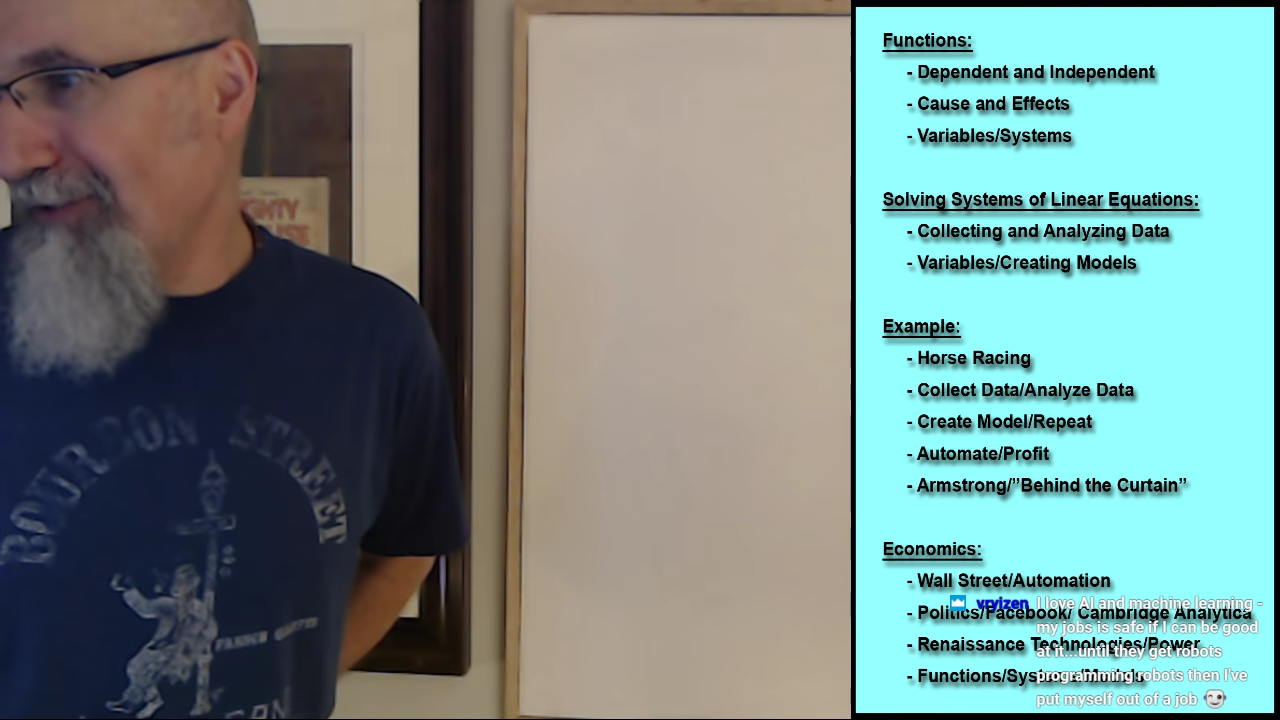 BOURBON STREET
Functions:
- Dependent and Independent
- Cause and Effects
- Variables/Systems
Solving Systems of Linear Equations:
- Collecting and Analyzing Data
- Variables/Creating Models
Example:
- Horse Racing
- Collect Data/Analyze Data
- Create Model/Repeat
- Automate/Profit
- Armstrong/”Behind the Curtain”
Economics:
- Wall Street/Automation
- Politics/Facebook/ Cambridge Analytica
- Renaissance Technologies/Power
- Functions/Systems/Models
vryizen I love AI and machine learning -
my jobs is safe if I can be good
at it...until they get robots
programming robots then I've
put myself out of a job